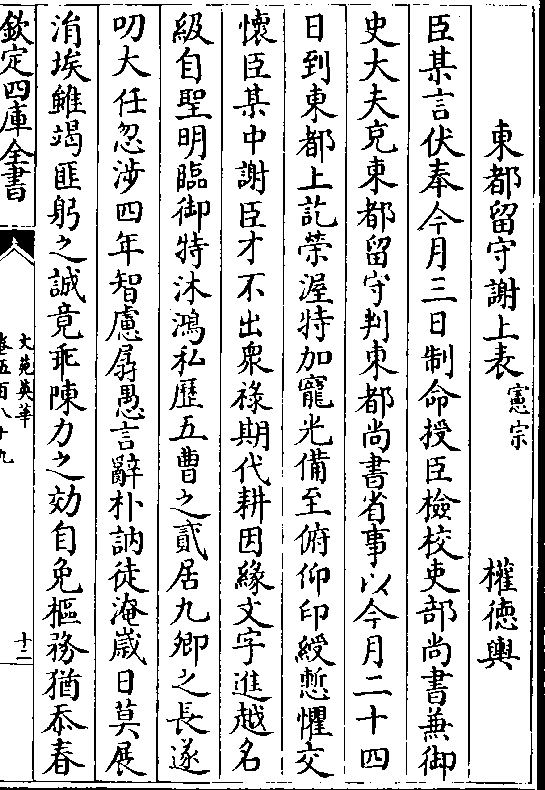 東都留守謝上表憲宗 權德輿
臣某言伏奉今月三日制命授臣檢校吏部尚書兼御
史大夫充東都留守判東都尚書省事以今月二十四
日到東都上訖榮渥特加寵光備至俯仰印綬慙懼交
懷臣某中謝臣才不出衆祿期代耕因緣文字進越名
級自聖明臨御特沐鴻私歷五曹之貳居九卿之長遂
叨大任忽涉四年智慮孱愚言辭朴訥徒淹歲日莫展
涓埃雖竭匪躬之誠竟乖陳力之効自免樞務猶忝春
欽定四庫全書
文苑英華
卷五百八十九
十二